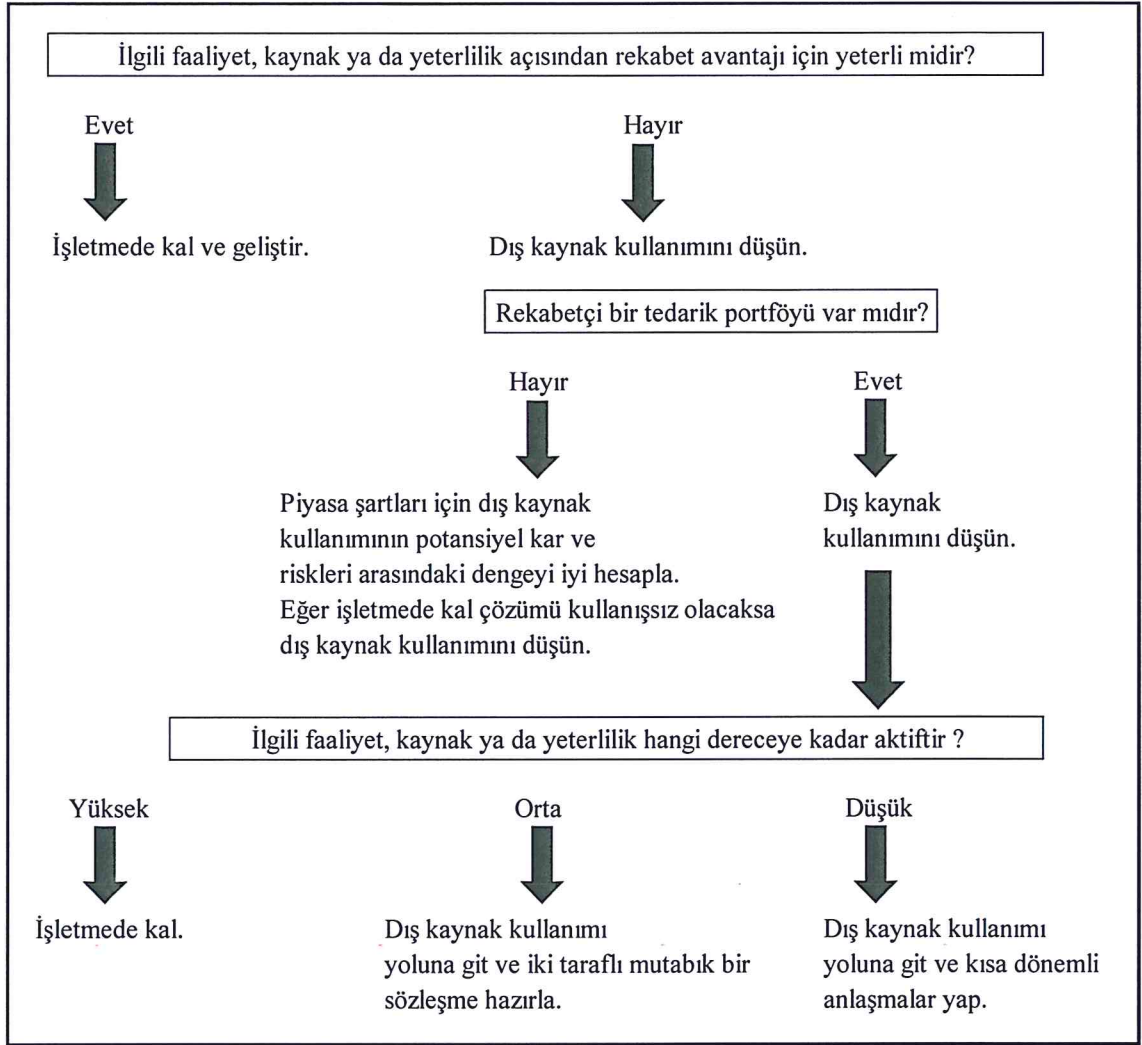 İlgili faaliyet, kaynak ya da yeterlilik açısından rekabet avantajı için yeterli midir?
Evet
Hayır
İşletmede kal ve geliştir.
Dış kaynak kullanımını düşün.
Rekabetçi bir tedarik portföyü var mıdır?
Hayır
Evet
Piyasa şartları için dış kaynak
kullanımının potansiyel kar ve
riskleri arasındaki dengeyi iyi hesapla.
Eğer işletmede kal çözümü kullanışsız olacaksa
dış kaynak kullanımını düşün.
Dış kaynak
kullanımını düşün.
İlgili faaliyet, kaynak ya da yeterlilik hangi dereceye kadar aktiftir ?
Yüksek
Orta
Düşük
İşletmede kal.
Dış kaynak kullanımı
yoluna git ve iki taraflı mutabık bir
sözleşme hazırla.
Dış kaynak kullanımı
yoluna git ve kısa dönemli
anlaşmalar yap.